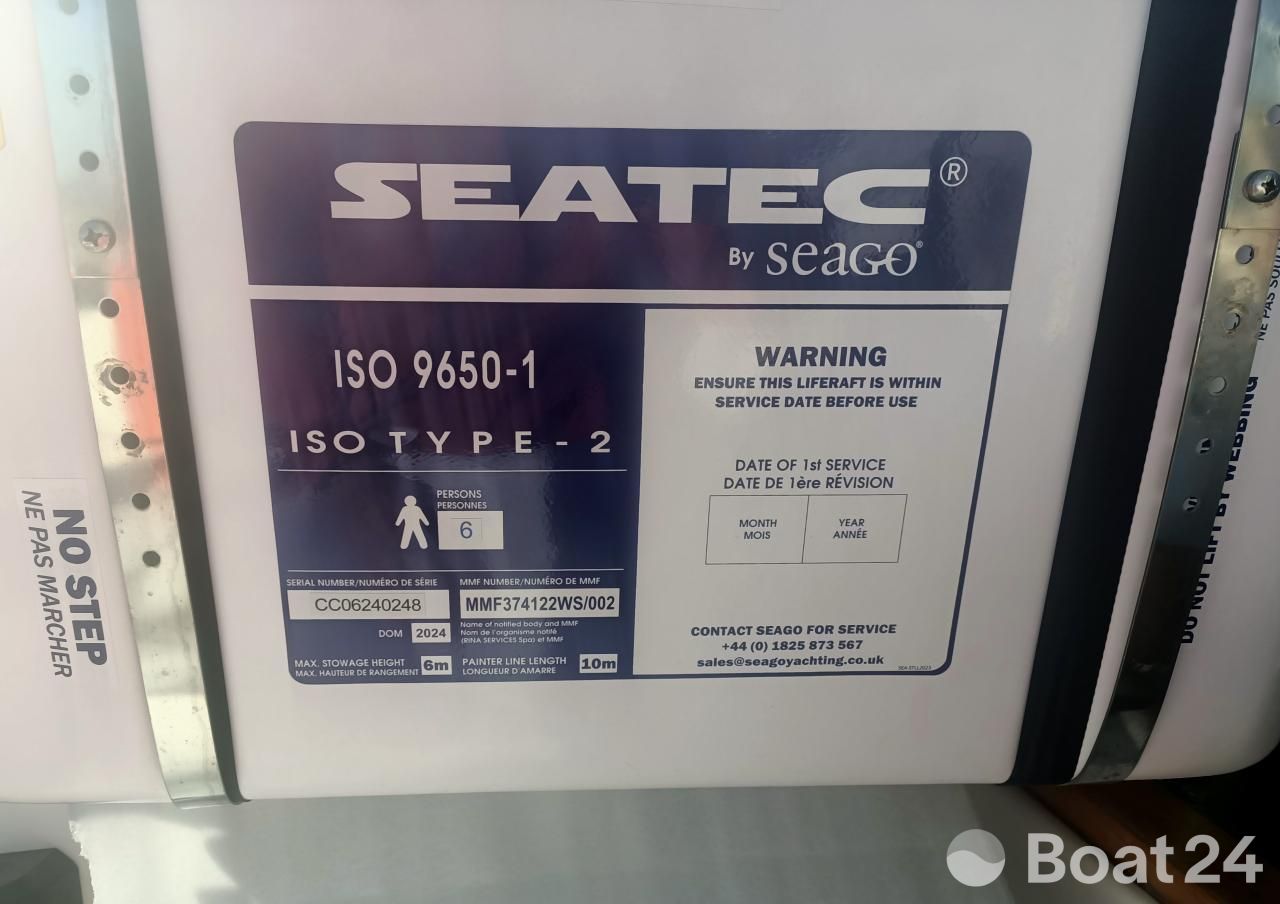 SEATEC®
By seaGO®
ISO 9650-1
ISO TYPE - 2
PERSONS
PERSONNES
6
SERIAL NUMBER/NUMÉRO DE SÉRIE
CC06240248
MMF NUMBER/NUMÉRO DE MMF
MMF374122WS/002
DOM 2024
Name of notified body and MMF
Nom de l'organisme notifié
(RINA SERVICES Spa) et MMF
MAX. STOWAGE HEIGHT
MAX. HAUTEUR DE RANGEMENT
6m
PAINTER LINE LENGTH
LONGUEUR D'AMARRE
10m
WARNING
ENSURE THIS LIFERAFT IS WITHIN
SERVICE DATE BEFORE USE
DATE OF 1st SERVICE
DATE DE 1ère RÉVISION
MONTH
MOIS
YEAR
ANNÉE
CONTACT SEAGO FOR SERVICE
+44 (0) 1825 873 567
sales@seagoyachting.co.uk
NO STEP
NE PAS MARCHER
DO NOT LIFT BY WEBBING
NE PAS
Boat24